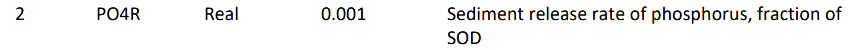 2 PO4R Real 0.001 Sediment release rate of phosphorus, fraction of
SOD